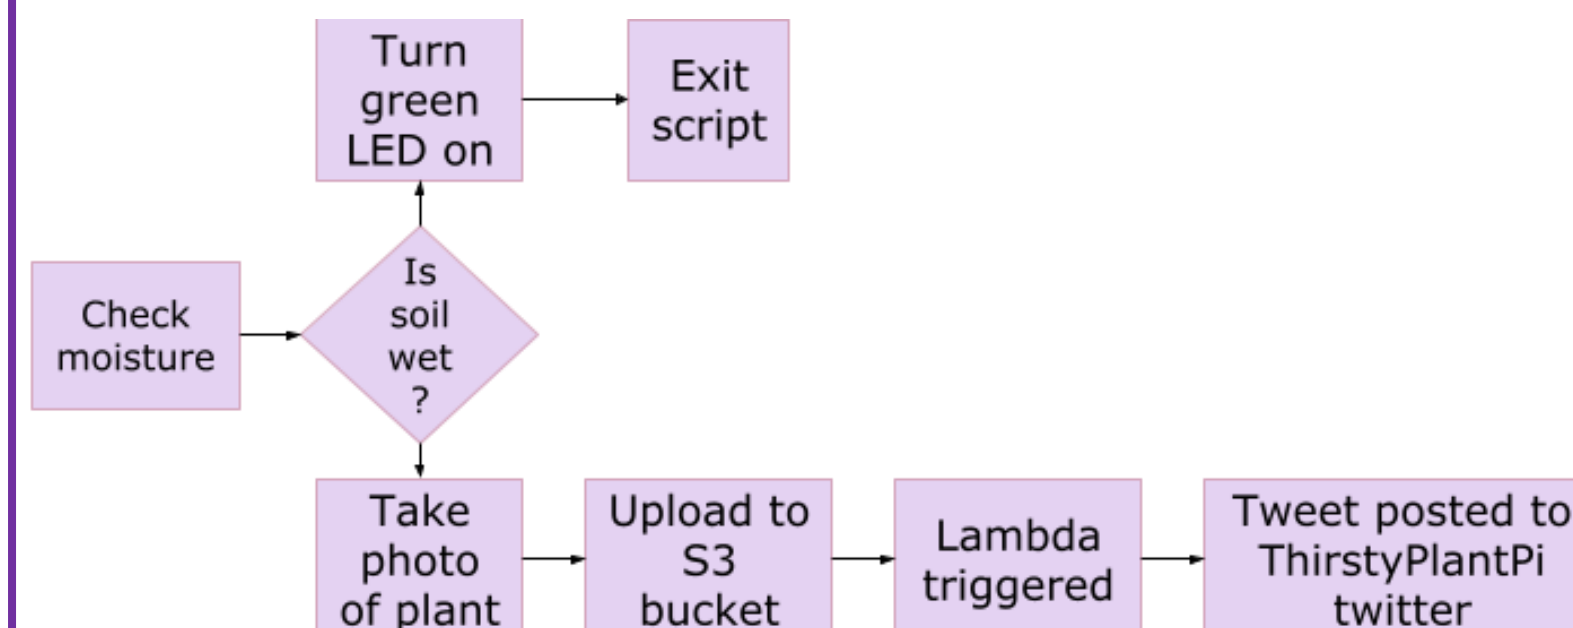 Turn
green
LED on
Exit
script
Check
moisture
Is
soil
wet
?
Take
photo
of plant
Upload to
S3
bucket
Lambda
triggered
Tweet posted to
ThirstyPlantPi
twitter